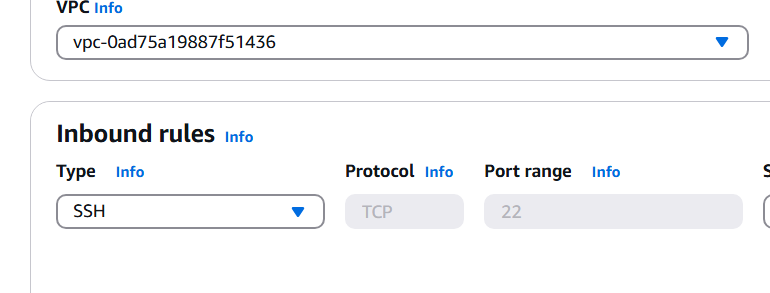 VPC Info
vpc-0ad75a19887f51436
Inbound rules Info
Type Info Protocol Info Port range Info
SSH TCP 22